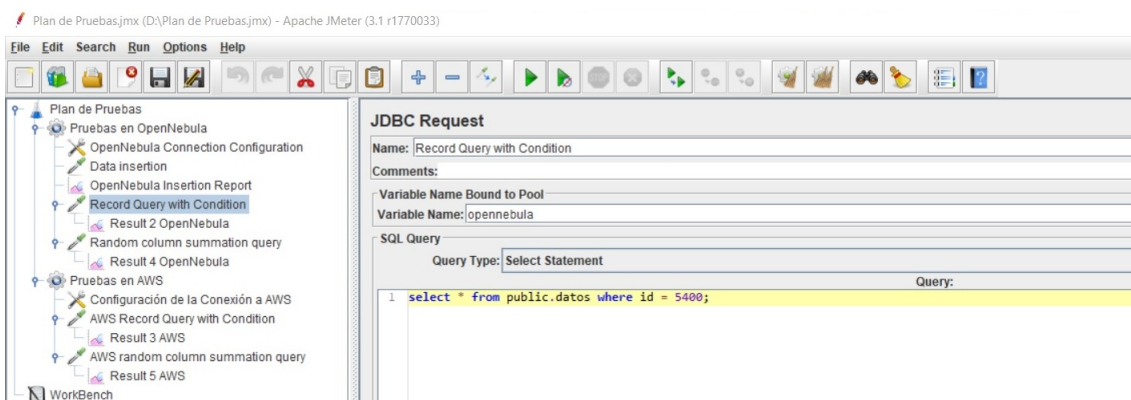 Plan de Pruebas.jmx (D:\Plan de Pruebas.jmx) - Apache JMeter (3.1 r1770033)
File Edit Search Run Options Help
Plan de Pruebas
Pruebas en OpenNebula
OpenNebula Connection Configuration
Data insertion
OpenNebula Insertion Report
Record Query with Condition
Result 2 OpenNebula
Random column summation query
Result 4 OpenNebula
Pruebas en AWS
Configuración de la Conexión a AWS
AWS Record Query with Condition
Result 3 AWS
AWS random column summation query
Result 5 AWS
WorkBench
JDBC Request
Name: Record Query with Condition
Comments:
Variable Name Bound to Pool
Variable Name: opennebula
SQL Query
Query Type: Select Statement
Query:
1 select * from public.datos where id = 5400;